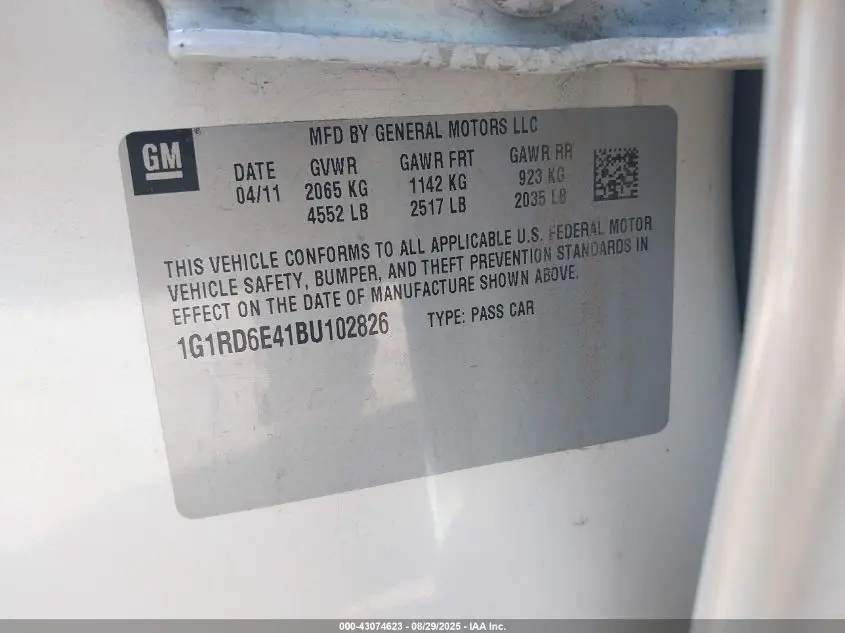 MFD BY GENERAL MOTORS LLC
GM ®
DATE GVWR GAWR FRT GAWR RR
04/11 2065 KG 1142 KG 923 KG
4552 LB 2517 LB 2035 LB
THIS VEHICLE CONFORMS TO ALL APPLICABLE U.S. FEDERAL MOTOR
VEHICLE SAFETY, BUMPER, AND THEFT PREVENTION STANDARDS IN
EFFECT ON THE DATE OF MANUFACTURE SHOWN ABOVE.
1G1RD6E41BU102826 TYPE: PASS CAR
000-43074623 - 08/29/2025 - IAA Inc.